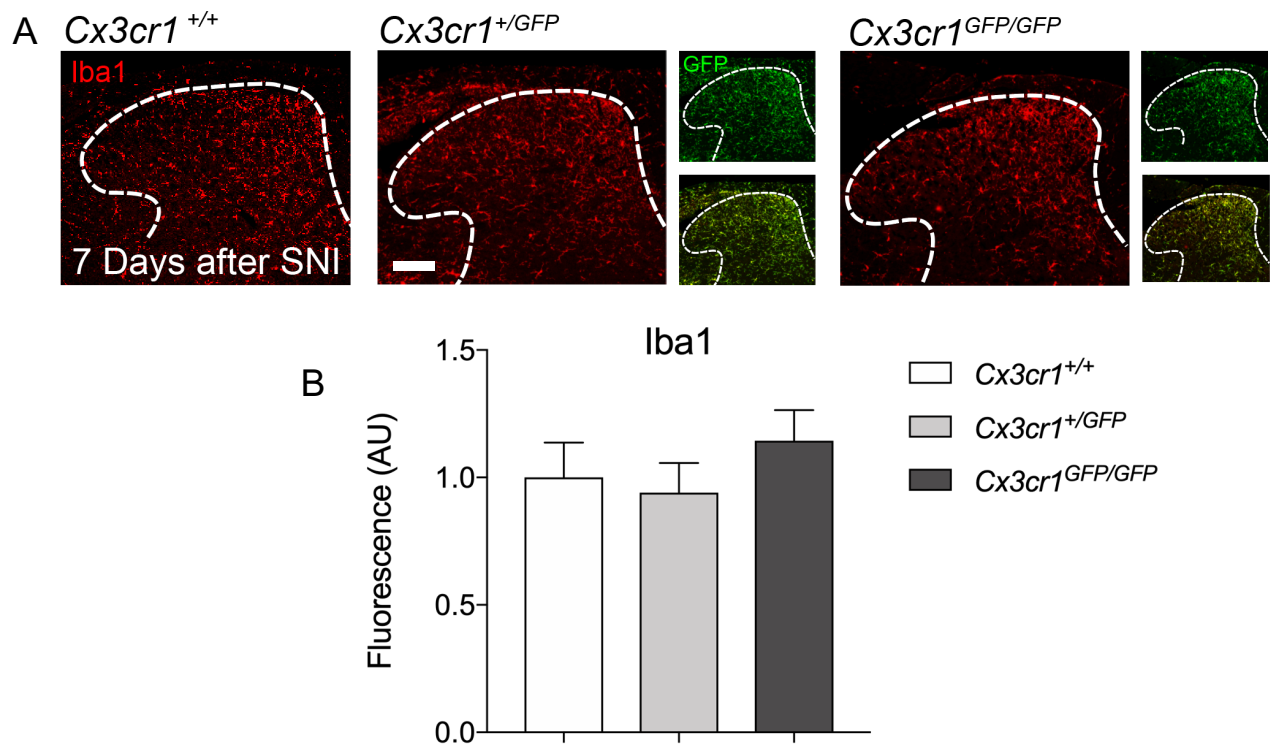 A
Cx3cr1 +/+
Cx3cr1+/GFP
Cx3cr1GFP/GFP
Iba1
GFP
7 Days after SNI
B
Iba1
Fluorescence (AU)
1.5
1.0
0.5
0.0
Cx3cr1+/+
Cx3cr1+/GFP
Cx3cr1GFP/GFP